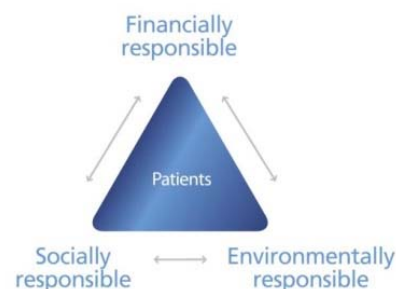 Financially
responsible
Patients
Socially
responsible
Environmentally
responsible